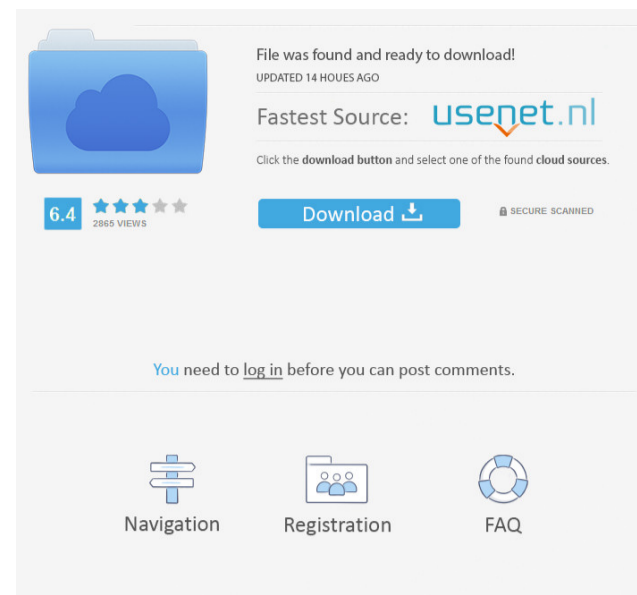 File was found and ready to download!
UPDATED 14 HOUES AGO
Fastest Source: usenet.nl
Click the download button and select one of the found cloud sources.
6.4
2865 VIEWS
Download
SECURE SCANNED
You need to log in before you can post comments.
Navigation
Registration
FAQ